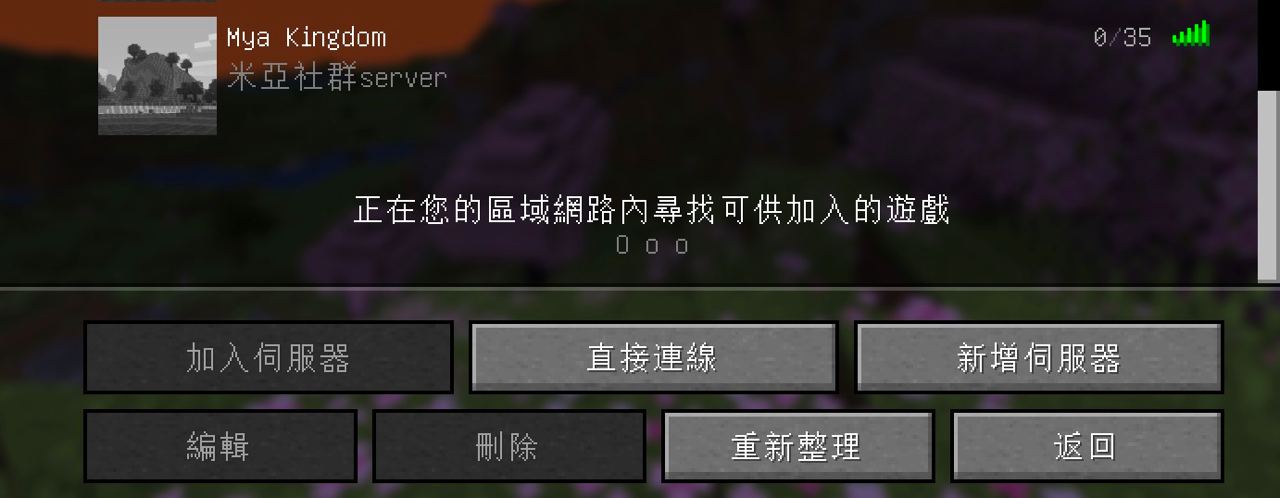 Mya Kingdom 0/35
米亞社群server
正在您的區域網路內尋找可供加入的遊戲
O o o
加入伺服器 直接連線 新增伺服器
編輯 刪除 重新整理 返回